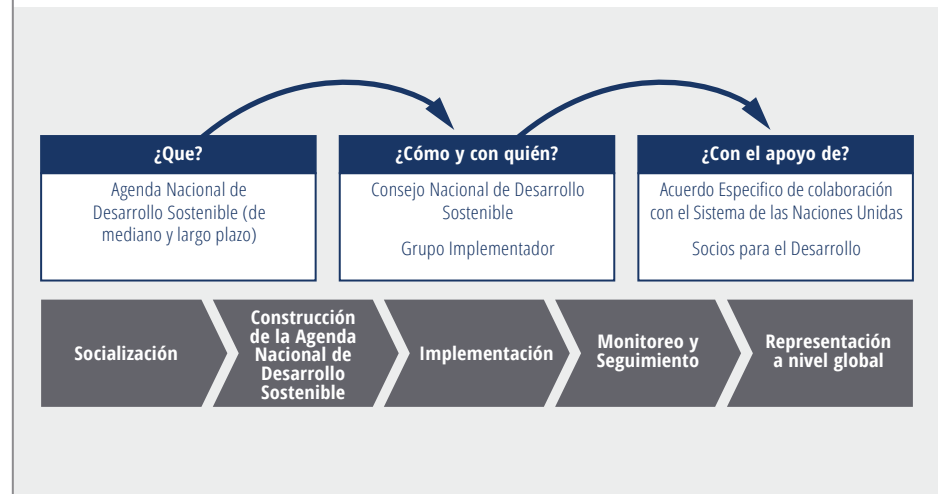 ¿Que?
Agenda Nacional de
Desarrollo Sostenible (de
mediano y largo plazo)
¿Cómo y con quién?
Consejo Nacional de Desarrollo
Sostenible
Grupo Implementador
¿Con el apoyo de?
Acuerdo Especifico de colaboración
con el Sistema de las Naciones Unidas
Socios para el Desarrollo
Socialización
Construcción
de la Agenda
Nacional de
Desarrollo
Sostenible
Implementación
Monitoreo y
Seguimiento
Representación
a nivel global